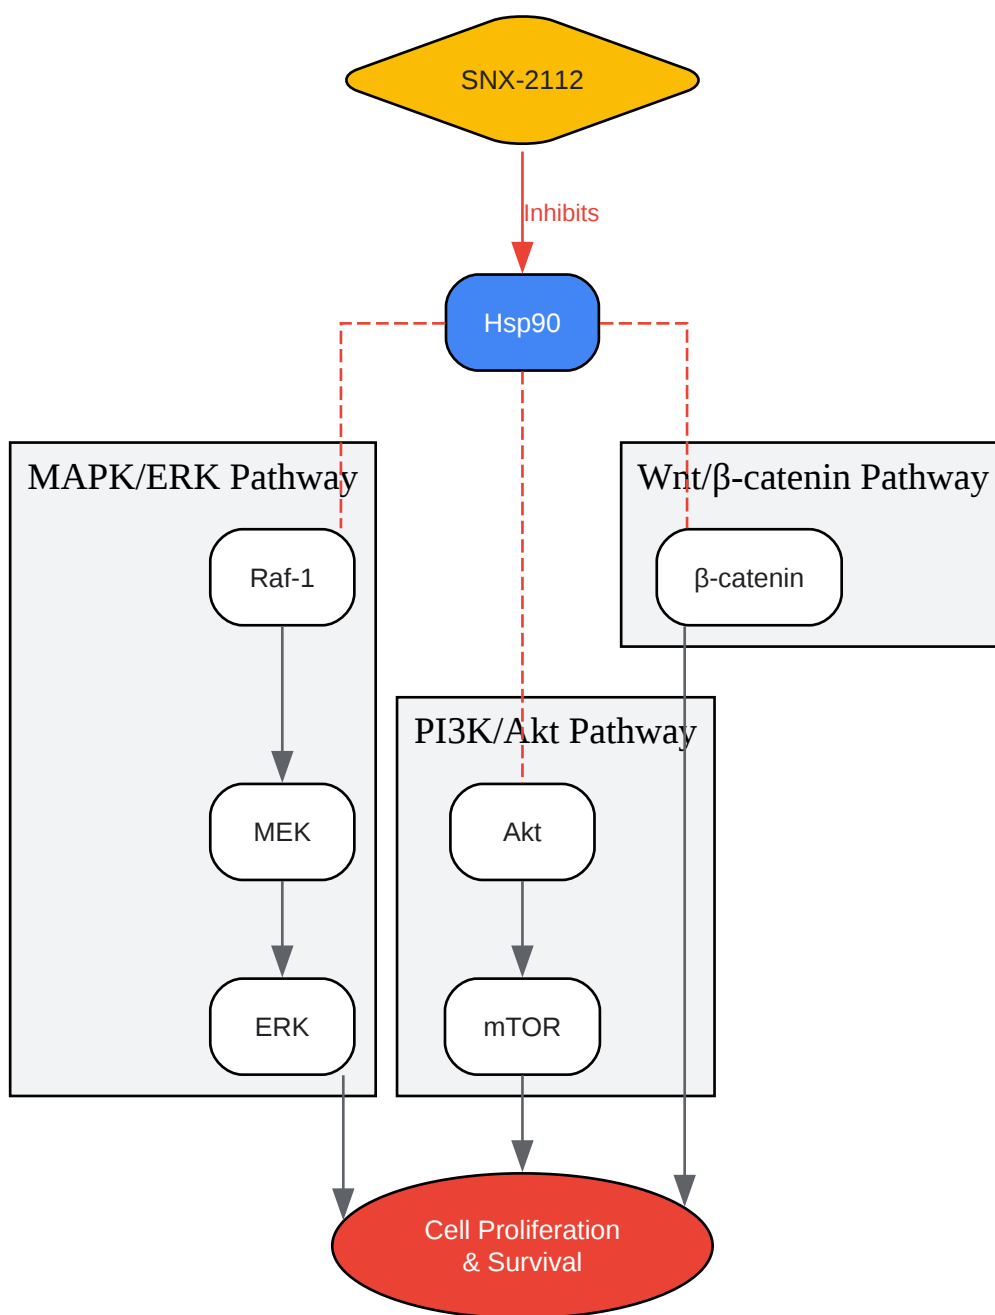 SNX-2112
Inhibits
Hsp90
MAPK/ERK Pathway
Wnt/β-catenin Pathway
Raf-1
β-catenin
PI3K/Akt Pathway
MEK
Akt
ERK
mTOR
Cell Proliferation
& Survival